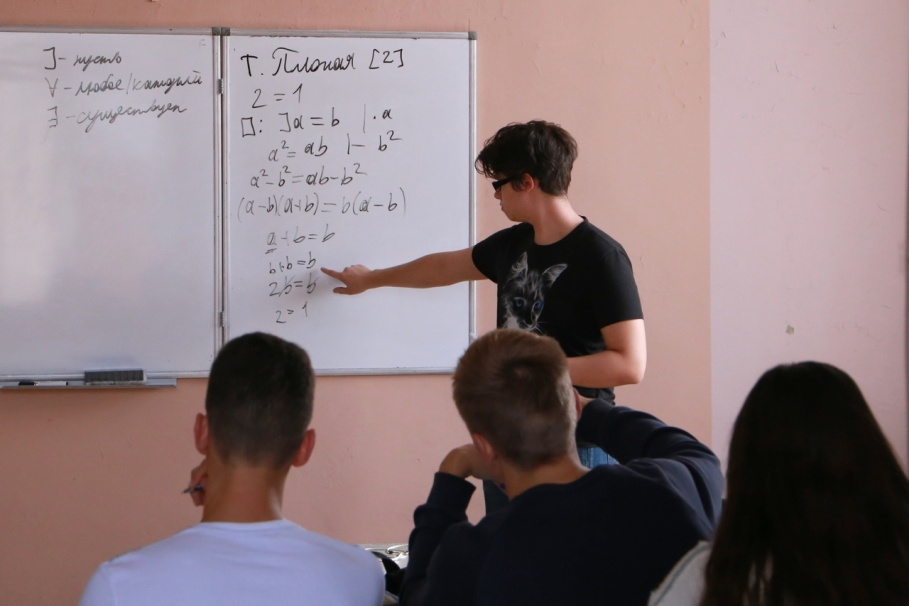 ]- пусть
∀ - любое/каждый
∃ - существует
Т. Плохая [2]
2 = 1
□: ]a = b | · a
a² = ab | - b²
a² - b² = ab - b²
(a - b)(a + b) = b(a - b)
a + b = b
b + b = b
2b = b
2 = 1